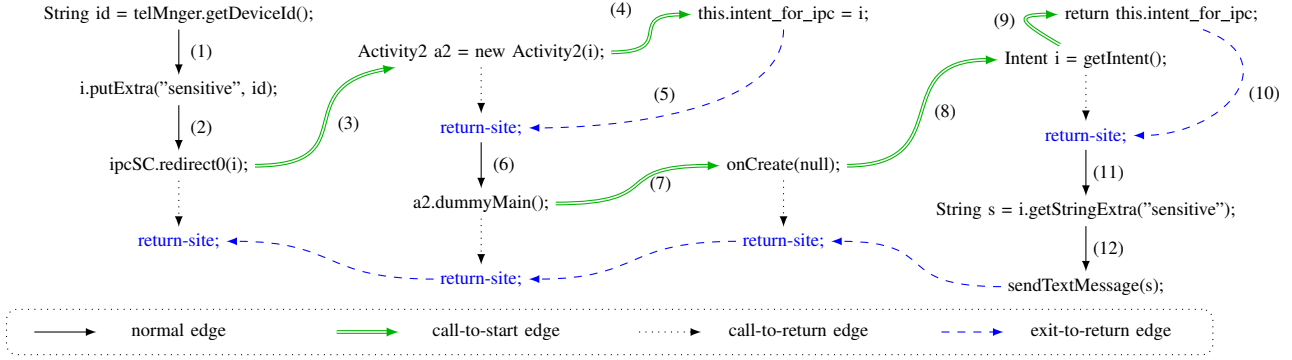 String id = telMnger.getDeviceId();
(1)
i.putExtra(”sensitive”, id);
(2)
ipcSC.redirect0(i);
return-site;
(3)
Activity2 a2 = new Activity2(i);
(4)
this.intent_for_ipc = i;
(5)
return-site;
(6)
a2.dummyMain();
return-site;
(7)
onCreate(null);
return-site;
(8)
Intent i = getIntent();
(9)
return this.intent_for_ipc;
(10)
return-site;
(11)
String s = i.getStringExtra(”sensitive”);
(12)
sendTextMessage(s);
normal edge
call-to-start edge
call-to-return edge
exit-to-return edge